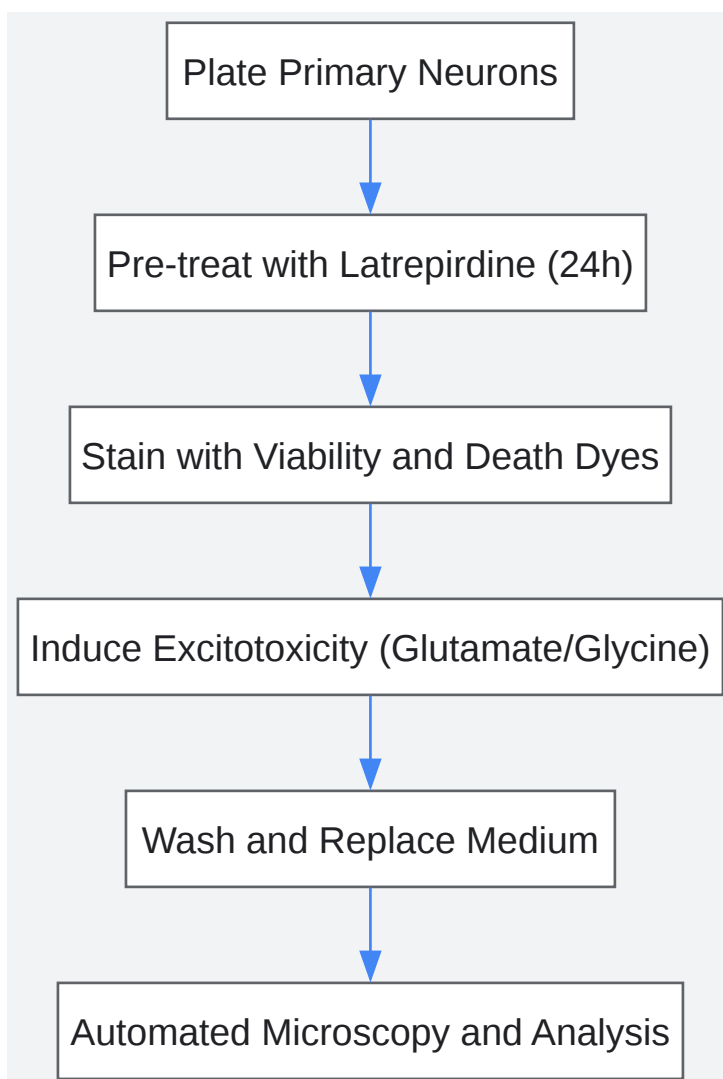 Plate Primary Neurons
Pre-treat with Latrepirdine (24h)
Stain with Viability and Death Dyes
Induce Excitotoxicity (Glutamate/Glycine)
Wash and Replace Medium
Automated Microscopy and Analysis